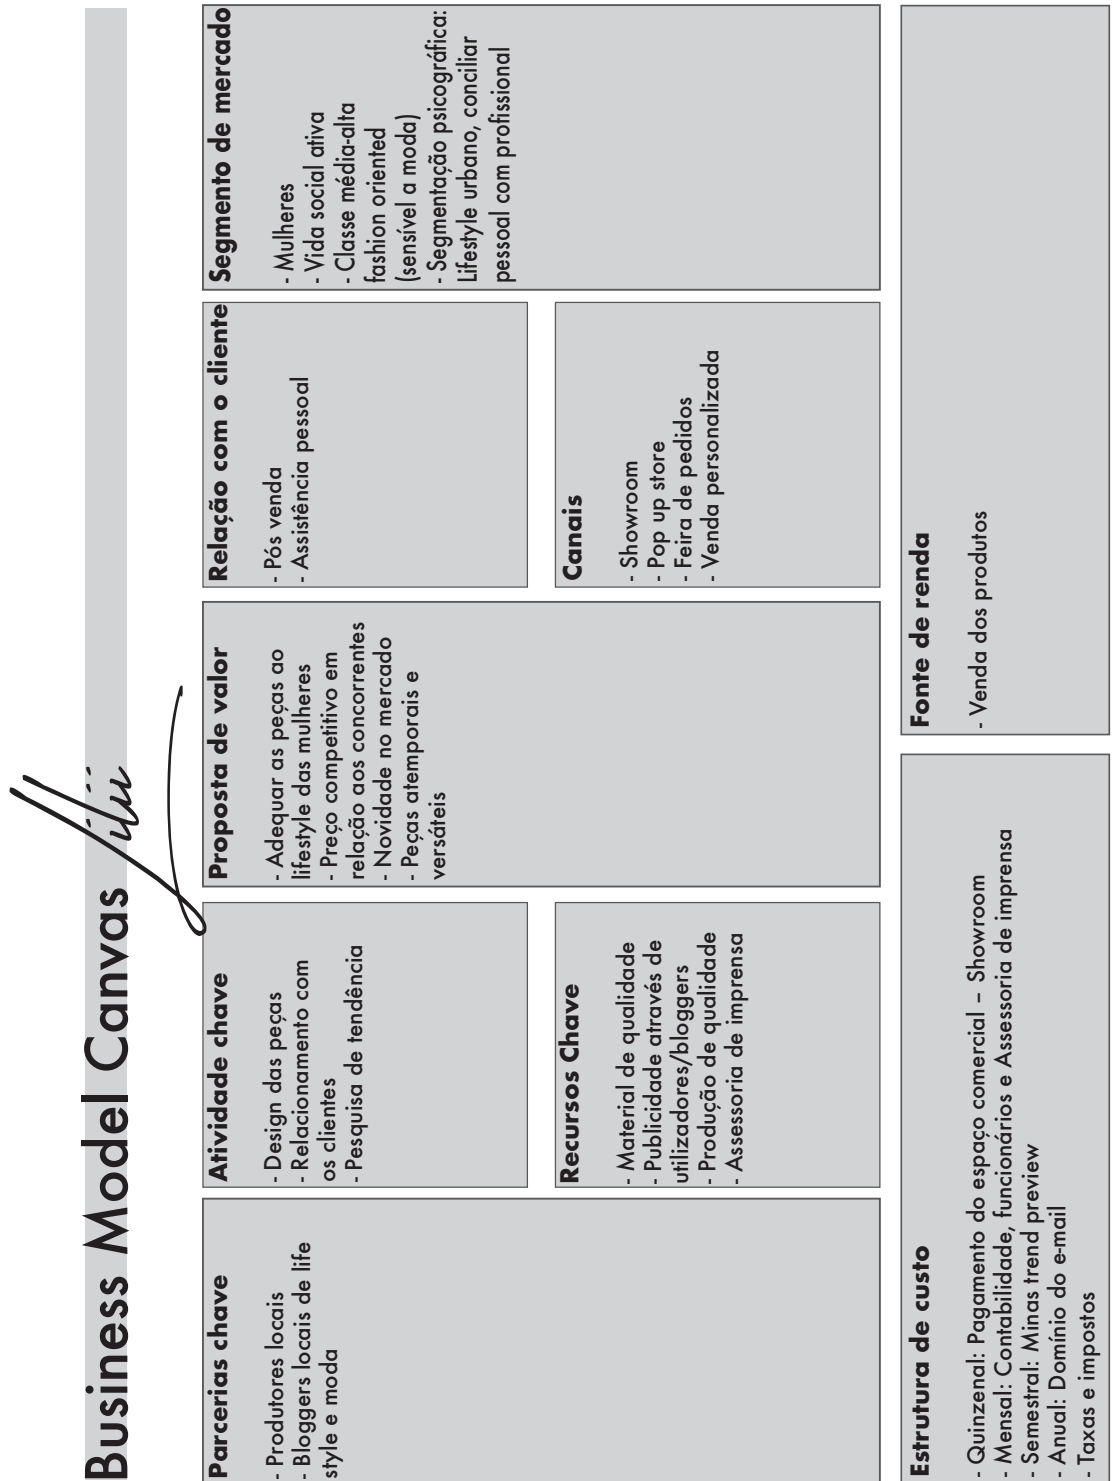 Business Model Canvas
Parcerias chave
- Produtores locais
- Bloggers locais de life
style e moda
Atividade chave
- Design das peças
- Relacionamento com
os clientes
- Pesquisa de tendência
Recursos Chave
- Material de qualidade
- Publicidade através de
utilizadores/bloggers
- Produção de qualidade
- Assessoria de imprensa
Proposta de valor
- Adequar as peças ao
lifestyle das mulheres
- Preço competitivo em
relação aos concorrentes
- Novidade no mercado
- Peças atemporais e
versáteis
Relação com o cliente
- Pós venda
- Assistência pessoal
Canais
- Showroom
- Pop up store
- Feira de pedidos
- Venda personalizada
Segmento de mercado
- Mulheres
- Vida social ativa
- Classe média-alta
fashion oriented
(sensível a moda)
- Segmentação psicográfica:
Lifestyle urbano, conciliar
pessoal com profissional
Estrutura de custo
- Quinzenal: Pagamento do espaço comercial – Showroom
- Mensal: Contabilidade, funcionários e Assessoria de imprensa
- Semestral: Minas trend preview
- Anual: Domínio do e-mail
- Taxas e impostos
Fonte de renda
- Venda dos produtos